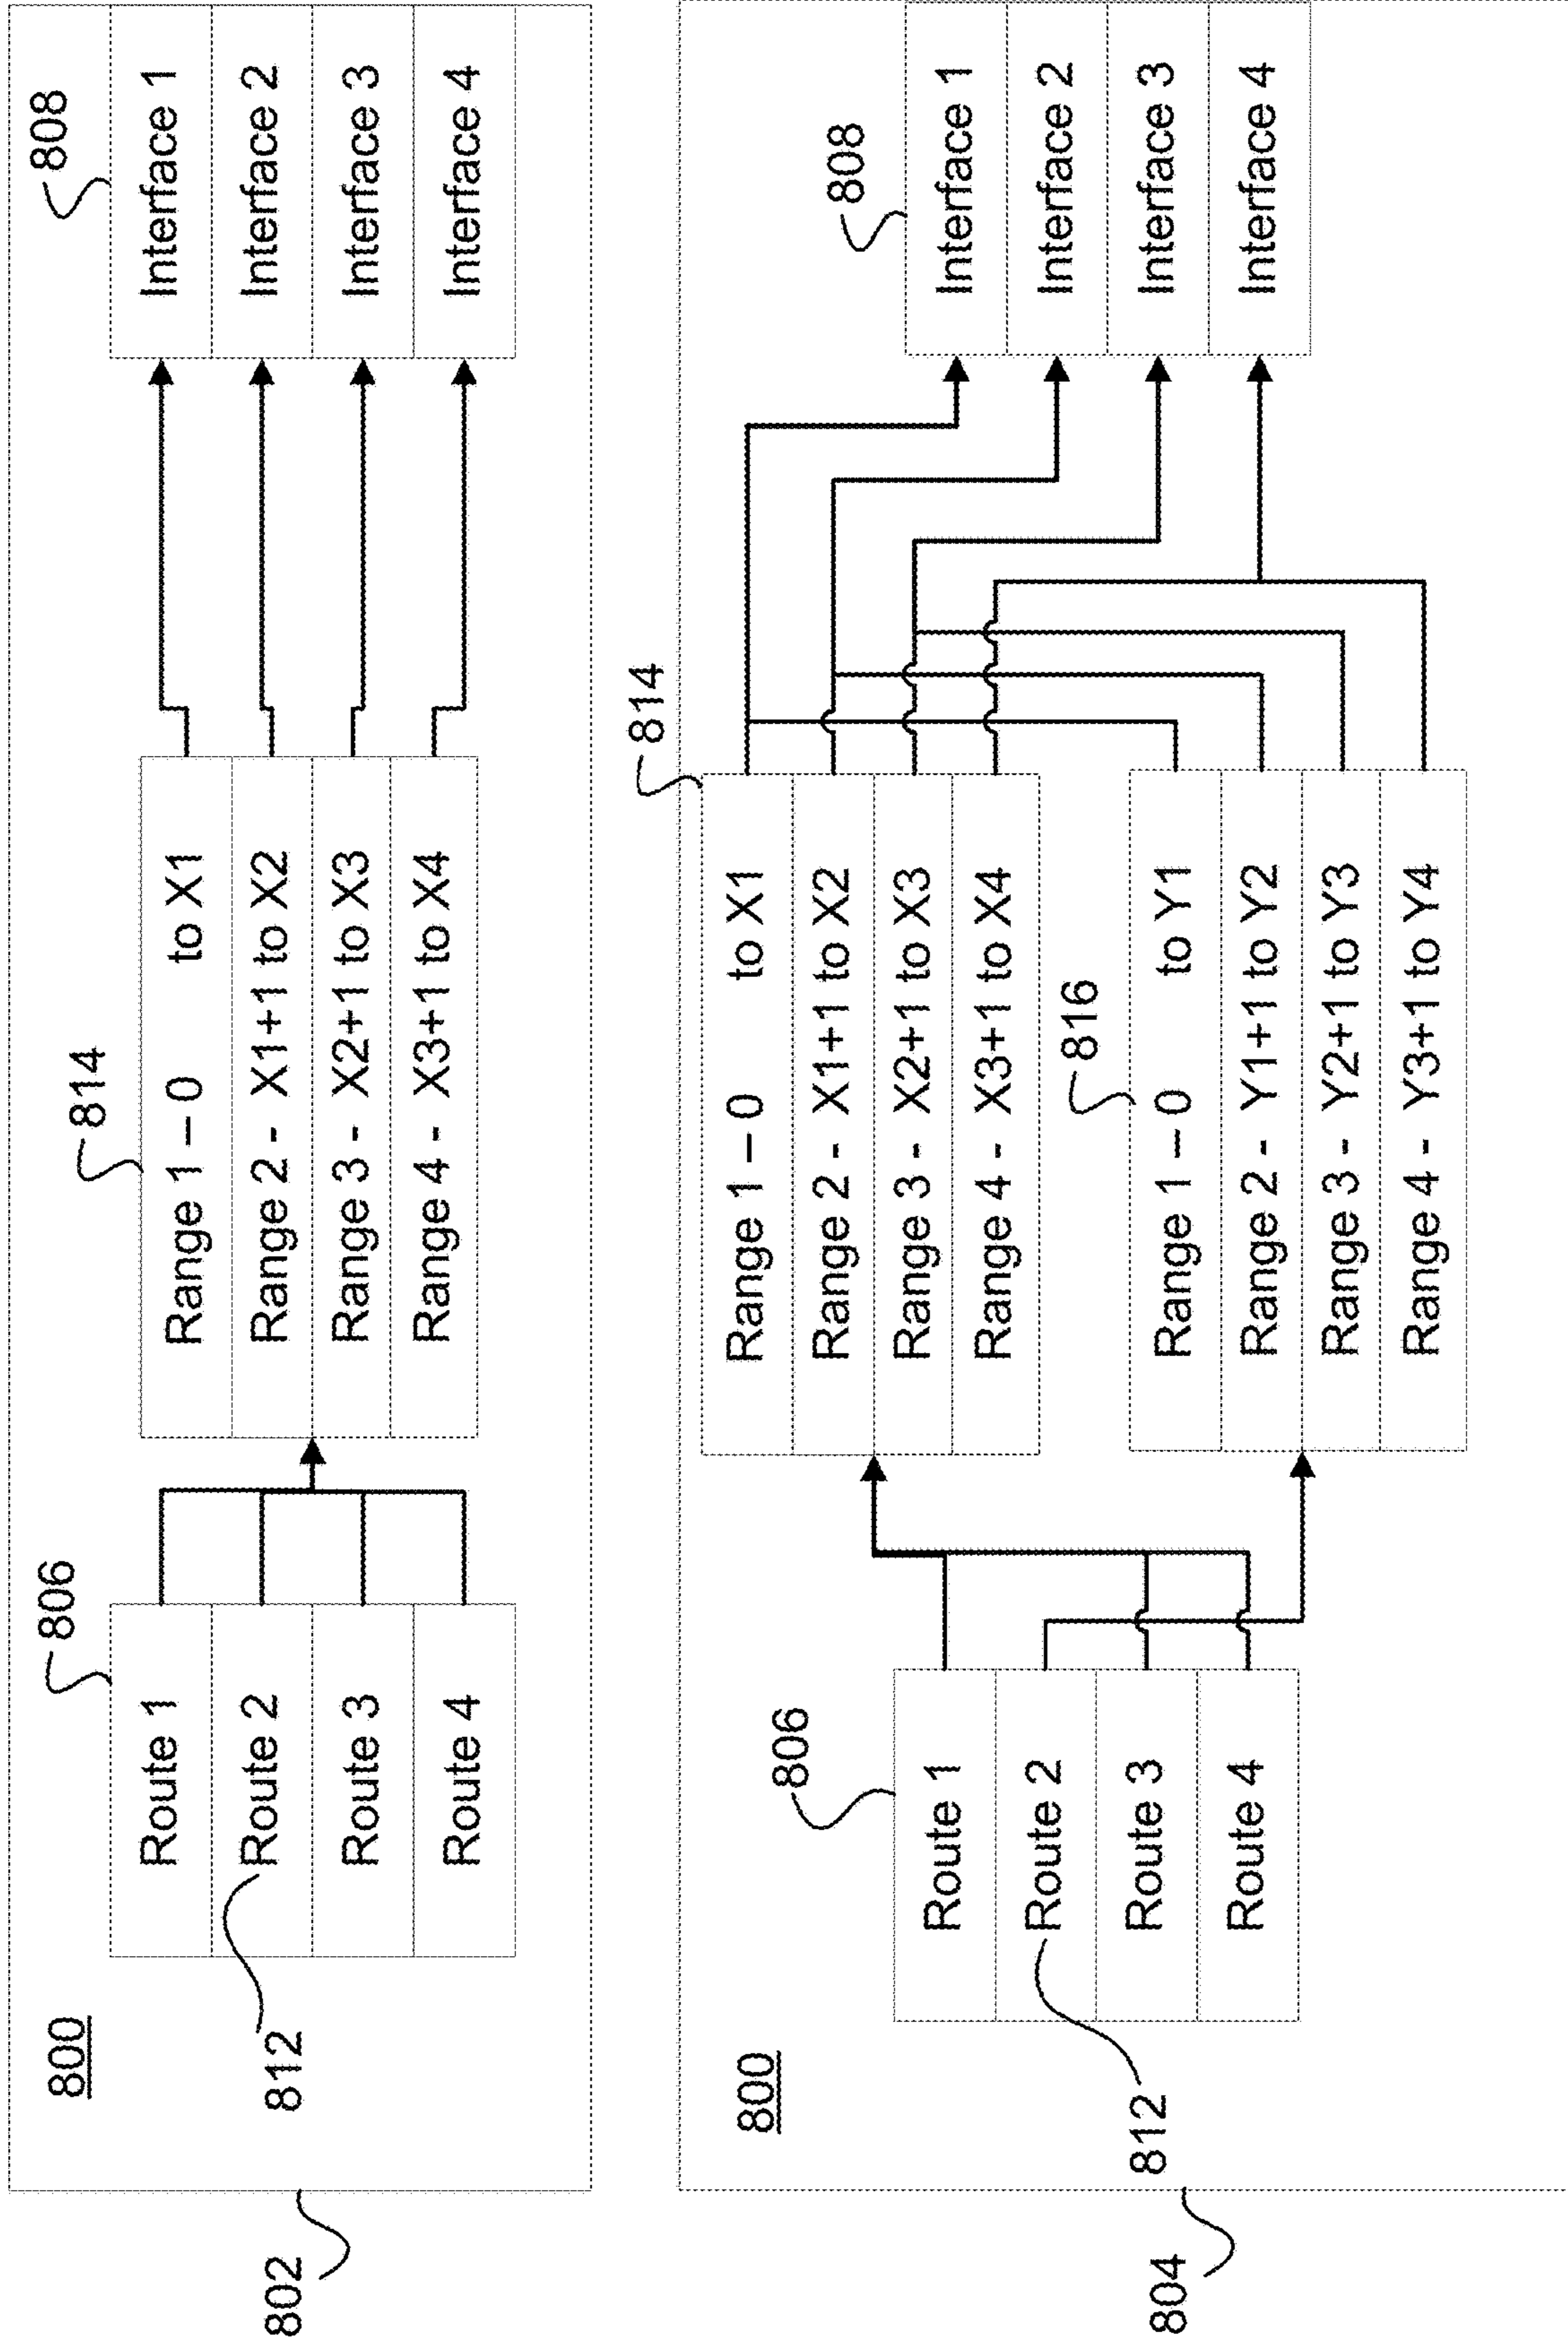 802
800
812
806
Route 1
Route 2
Route 3
Route 4
814
Range 1 – 0 to X1
Range 2 - X1+1 to X2
Range 3 - X2+1 to X3
Range 4 - X3+1 to X4
808
Interface 1
Interface 2
Interface 3
Interface 4
804
800
812
806
Route 1
Route 2
Route 3
Route 4
814
Range 1 – 0 to X1
Range 2 - X1+1 to X2
Range 3 - X2+1 to X3
Range 4 - X3+1 to X4
816
Range 1 – 0 to Y1
Range 2 - Y1+1 to Y2
Range 3 - Y2+1 to Y3
Range 4 - Y3+1 to Y4
808
Interface 1
Interface 2
Interface 3
Interface 4